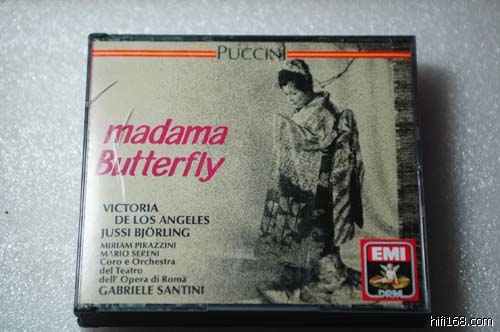 PUCCINI
madama
Butterfly
VICTORIA
DE LOS ANGELES
JUSSI BJÖRLING
MIRIAM PIRAZZINI
MARIO SERENI
Coro e Orchestra
del Teatro
dell' Opera di Roma
GABRIELE SANTINI
EMI
DRM
hifi168.com